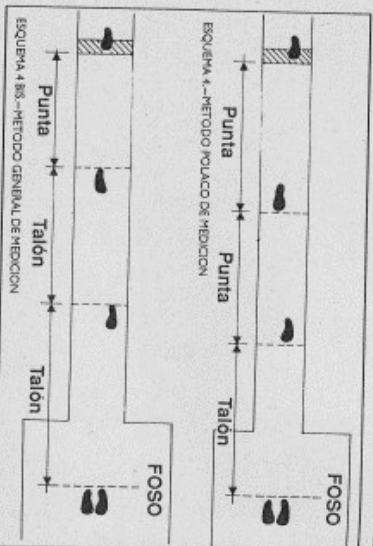 FOSO
Punta Punta Talón
ESQUEMA 4.—METODO POLACO DE MEDICION
FOSO
Punta Talón Talón
ESQUEMA 4 BIS.—METODO GENERAL DE MEDICION